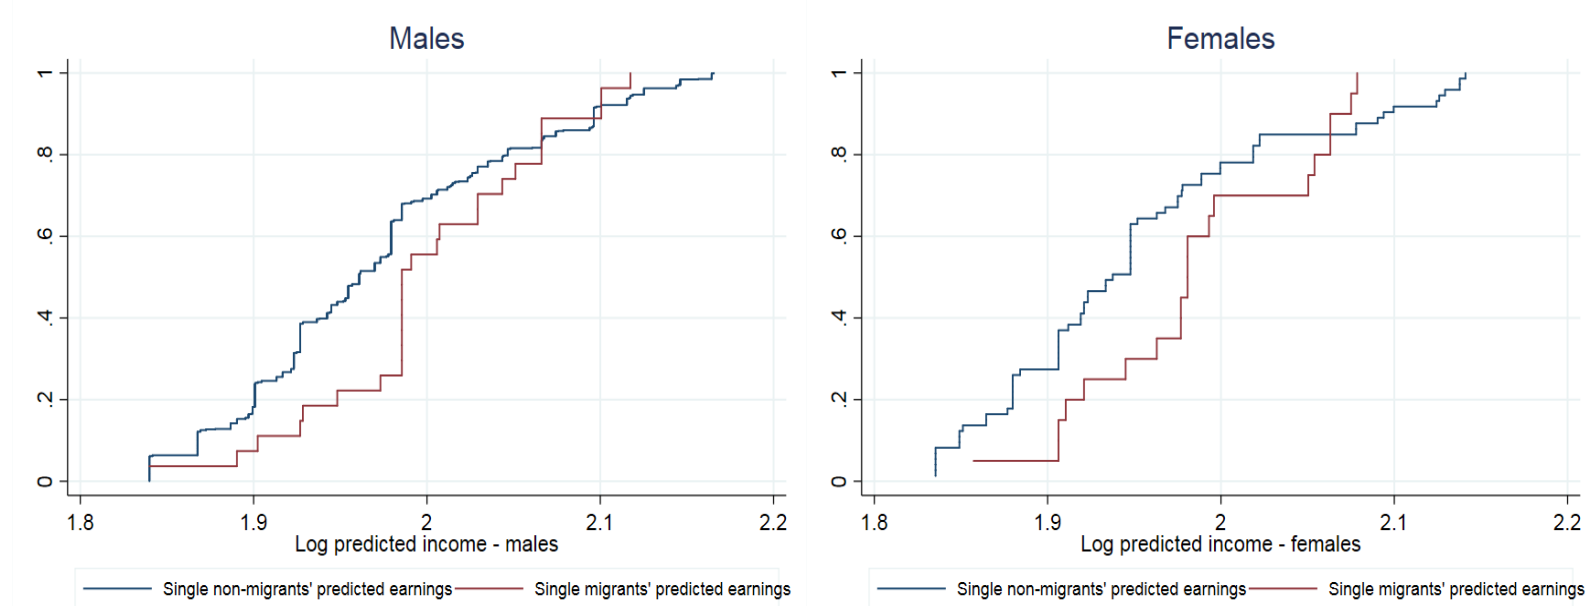 Males
1
.8
.6
.4
.2
0
1.8 1.9 2 2.1 2.2
Log predicted income - males
Single non-migrants' predicted earnings Single migrants' predicted earnings
Females
1
.8
.6
.4
.2
0
1.8 1.9 2 2.1 2.2
Log predicted income - females
Single non-migrants' predicted earnings Single migrants' predicted earnings